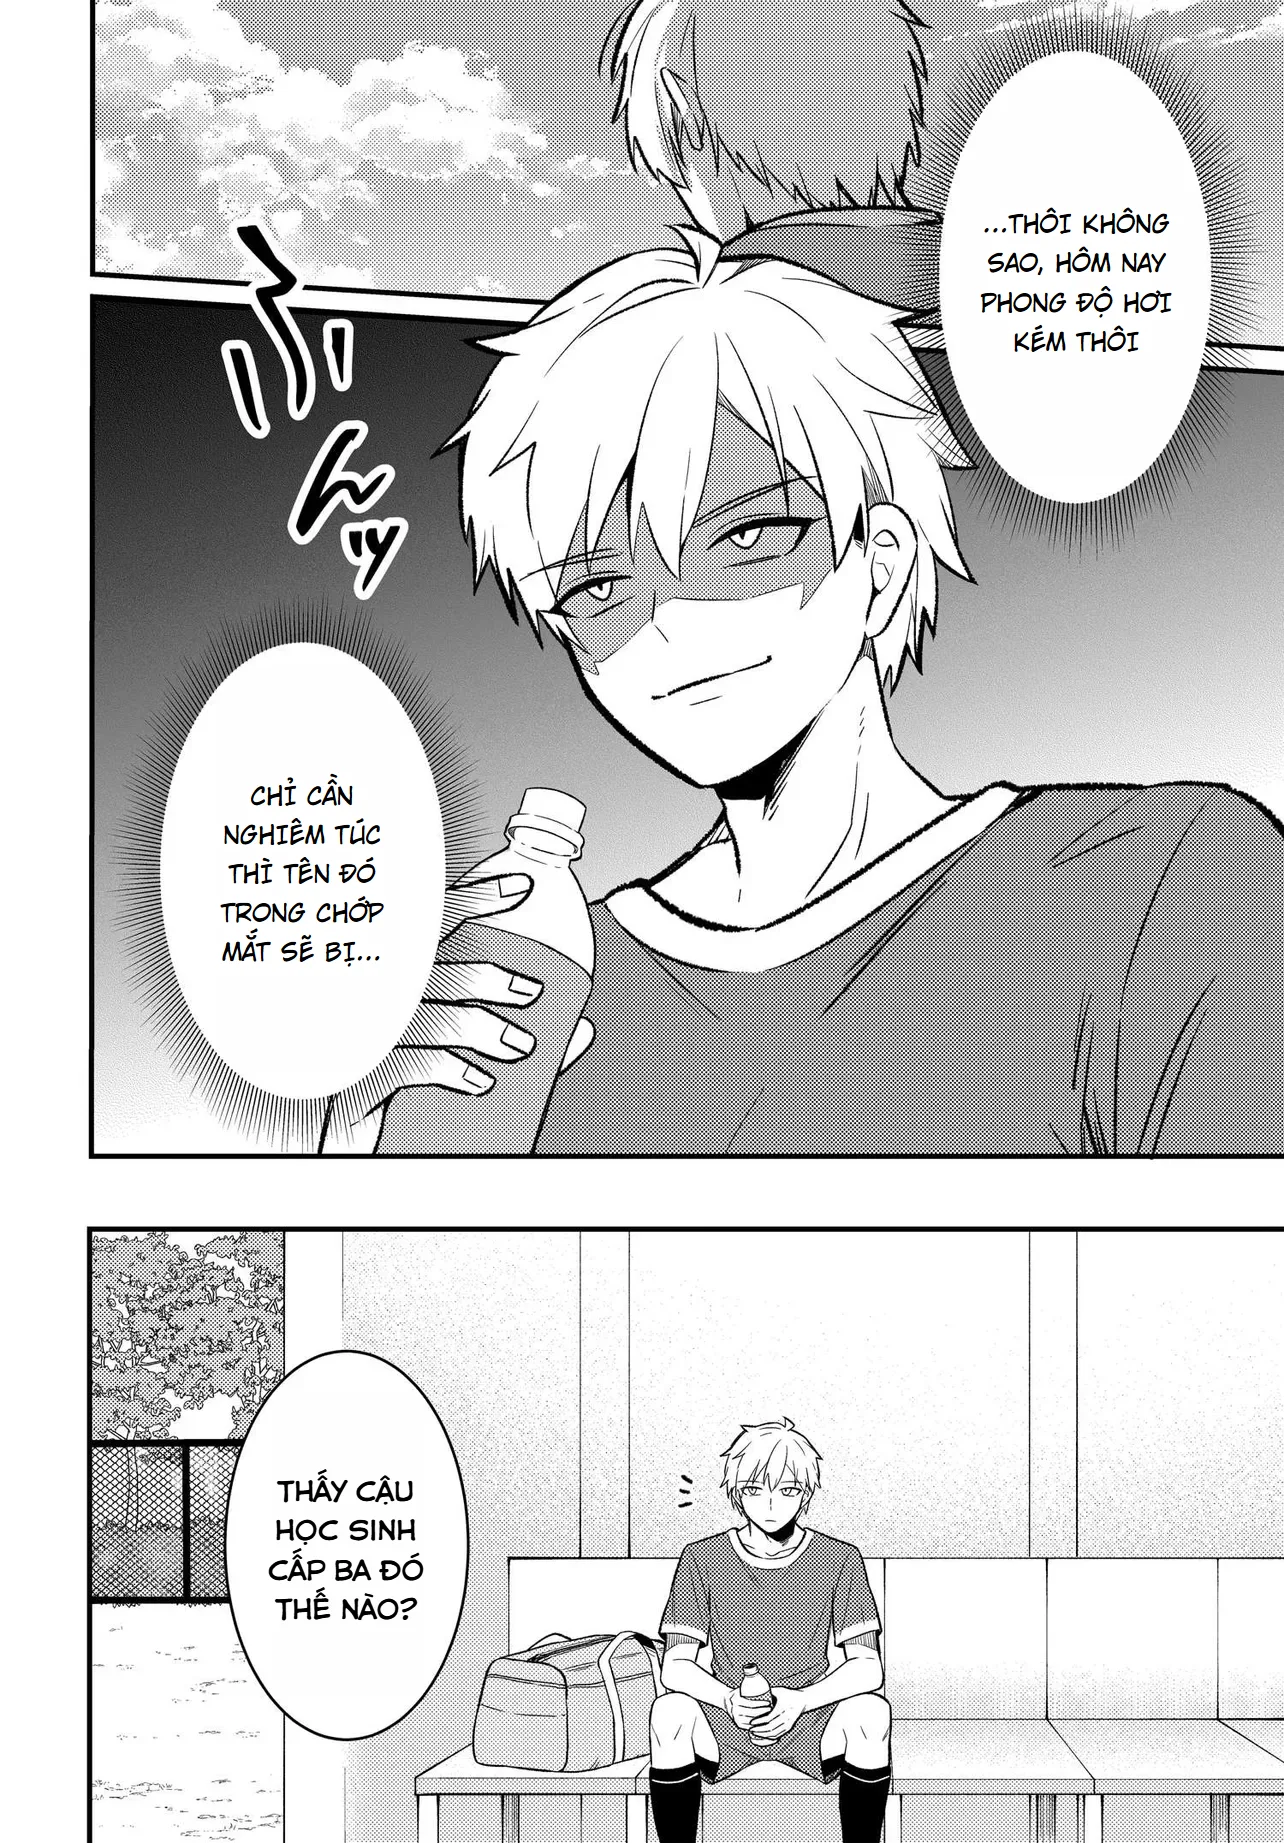 ...THÔI KHÔNG
SAO, HÔM NAY
PHONG ĐỘ HƠI
KÉM THÔI
ふんッ
CHỈ CẦN
NGHIÊM TÚC
THÌ TÊN ĐÓ
TRONG CHỚP
MẮT SẼ BỊ...
THẤY CẬU
HỌC SINH
CẤP BA ĐÓ
THẾ NÀO?